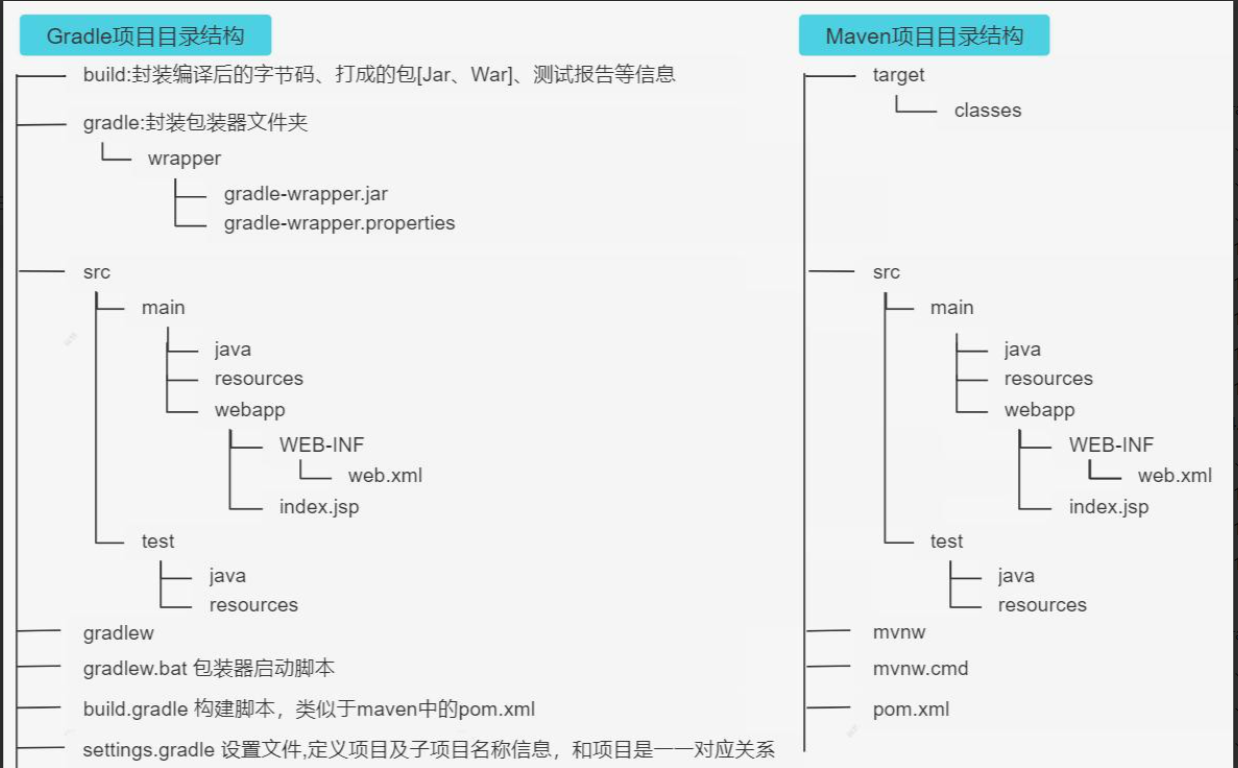 Gradle项目目录结构
build:封装编译后的字节码、打成的包[Jar、War]、测试报告等信息
gradle:封装包装器文件夹
wrapper
gradle-wrapper.jar
gradle-wrapper.properties
src
main
java
resources
webapp
WEB-INF
web.xml
index.jsp
test
java
resources
gradlew
gradlew.bat 包装器启动脚本
build.gradle 构建脚本，类似于maven中的pom.xml
settings.gradle 设置文件,定义项目及子项目名称信息，和项目是一一对应关系
Maven项目目录结构
target
classes
src
main
java
resources
webapp
WEB-INF
web.xml
index.jsp
test
java
resources
mvnw
mvnw.cmd
pom.xml